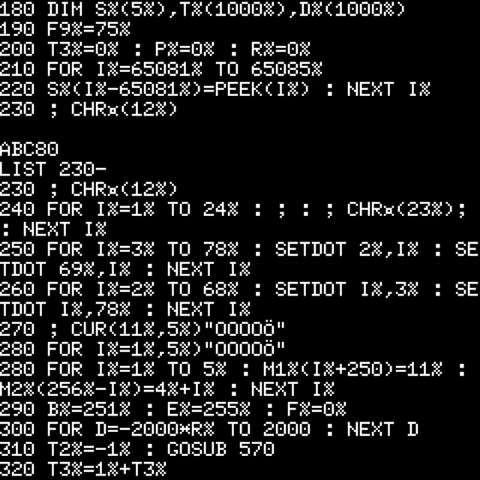 180 DIM S%(5%),T%(1000%),D%(1000%)
190 F9%=75%
200 T3%=0% : P%=0% : R%=0%
210 FOR I%=65081% TO 65085%
220 S%(I%-65081%)=PEEK(I%) : NEXT I%
230 ; CHR¤(12%)
ABC80
LIST 230-
230 ; CHR¤(12%)
240 FOR I%=1% TO 24% : ; : ; CHR¤(23%);
: NEXT I%
250 FOR I%=3% TO 78% : SETDOT 2%,I% : SE
TDOT 69%,I% : NEXT I%
260 FOR I%=2% TO 68% : SETDOT I%,3% : SE
TDOT I%,78% : NEXT I%
270 ; CUR(11%,5%)"OOOOÖ"
280 FOR I%=1%,5%)"OOOOÖ"
280 FOR I%=1% TO 5% : M1%(I%+250)=11% :
M2%(256%-I%)=4%+I% : NEXT I%
290 B%=251% : E%=255% : F%=0%
300 FOR D=-2000*R% TO 2000 : NEXT D
310 T2%=-1% : GOSUB 570
320 T3%=1%+T3%